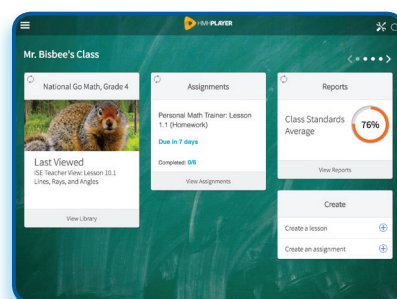 HMH PLAYER
Mr. Bisbee's Class
National Go Math, Grade 4
Last Viewed
ISE Teacher View: Lesson 10.1
Lines, Rays, and Angles
View Library
Assignments
Personal Math Trainer: Lesson
1.1 (Homework)
Due in 7 days
Completed: 0/6
View Assignments
Reports
Class Standards
Average
76%
View Reports
Create
Create a lesson
Create an assignment